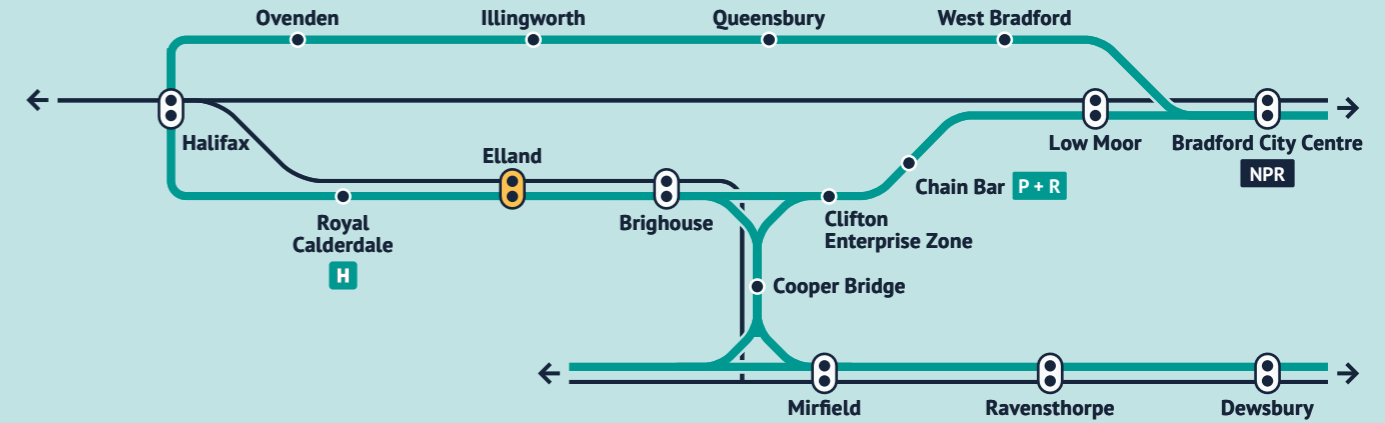 Ovenden
Illingworth
Queensbury
West Bradford
Halifax
Low Moor
Bradford City Centre
NPR
Elland
Chain Bar P + R
Royal
Calderdale
H
Brighouse
Clifton
Enterprise Zone
Cooper Bridge
Mirfield
Ravensthorpe
Dewsbury